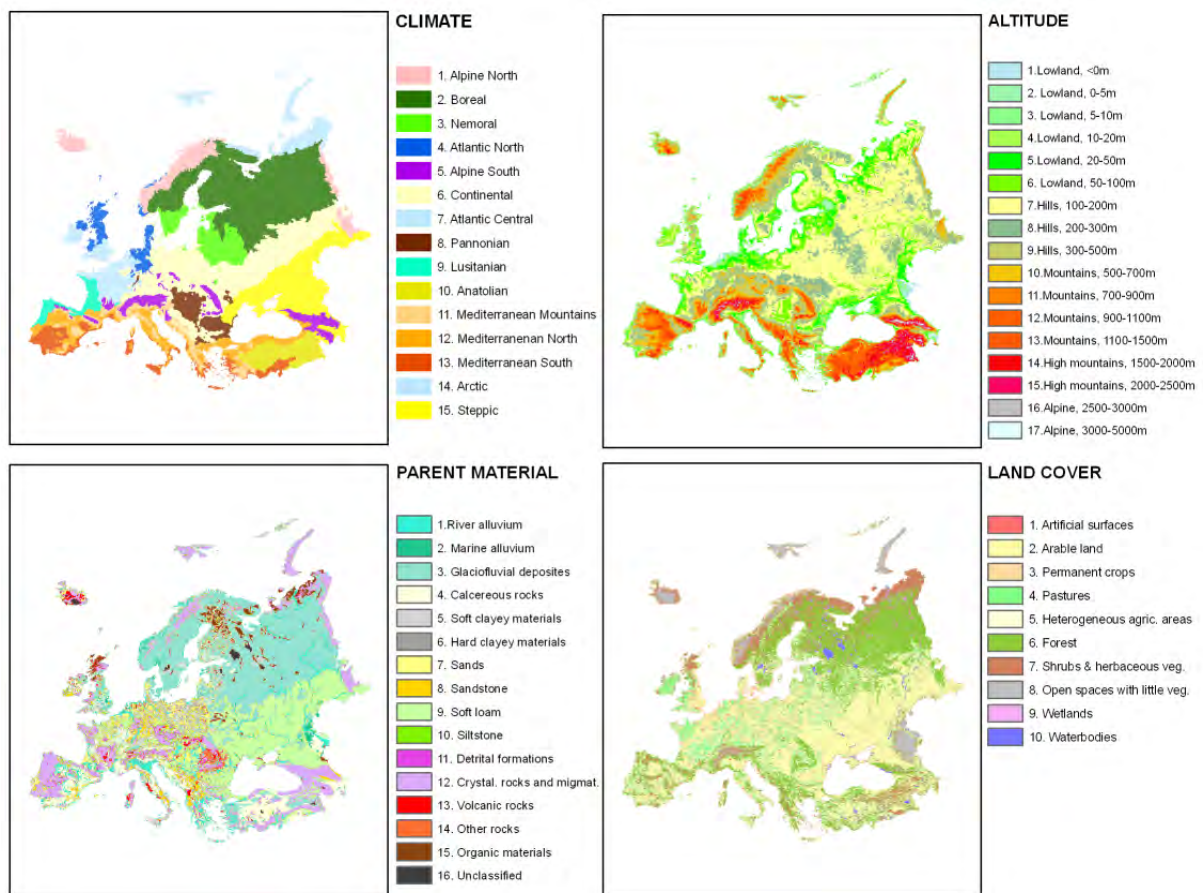 CLIMATE
1. Alpine North
2. Boreal
3. Nemoral
4. Atlantic North
5. Alpine South
6. Continental
7. Atlantic Central
8. Pannonian
9. Lusitanian
10. Anatolian
11. Mediterranean Mountains
12. Mediterranenan North
13. Mediterranean South
14. Arctic
15. Steppic
ALTITUDE
1.Lowland, <0m
2. Lowland, 0-5m
3. Lowland, 5-10m
4.Lowland, 10-20m
5.Lowland, 20-50m
6. Lowland, 50-100m
7.Hills, 100-200m
8.Hills, 200-300m
9.Hills, 300-500m
10.Mountains, 500-700m
11.Mountains, 700-900m
12.Mountains, 900-1100m
13.Mountains, 1100-1500m
14.High mountains, 1500-2000m
15.High mountains, 2000-2500m
16.Alpine, 2500-3000m
17.Alpine, 3000-5000m
PARENT MATERIAL
1.River alluvium
2. Marine alluvium
3. Glaciofluvial deposites
4. Calcereous rocks
5. Soft clayey materials
6. Hard clayey materials
7. Sands
8. Sandstone
9. Soft loam
10. Siltstone
11. Detrital formations
12. Crystal. rocks and migmat.
13. Volcanic rocks
14. Other rocks
15. Organic materials
16. Unclassified
LAND COVER
1. Artificial surfaces
2. Arable land
3. Permanent crops
4. Pastures
5. Heterogeneous agric. areas
6. Forest
7. Shrubs & herbaceous veg.
8. Open spaces with little veg.
9. Wetlands
10. Waterbodies